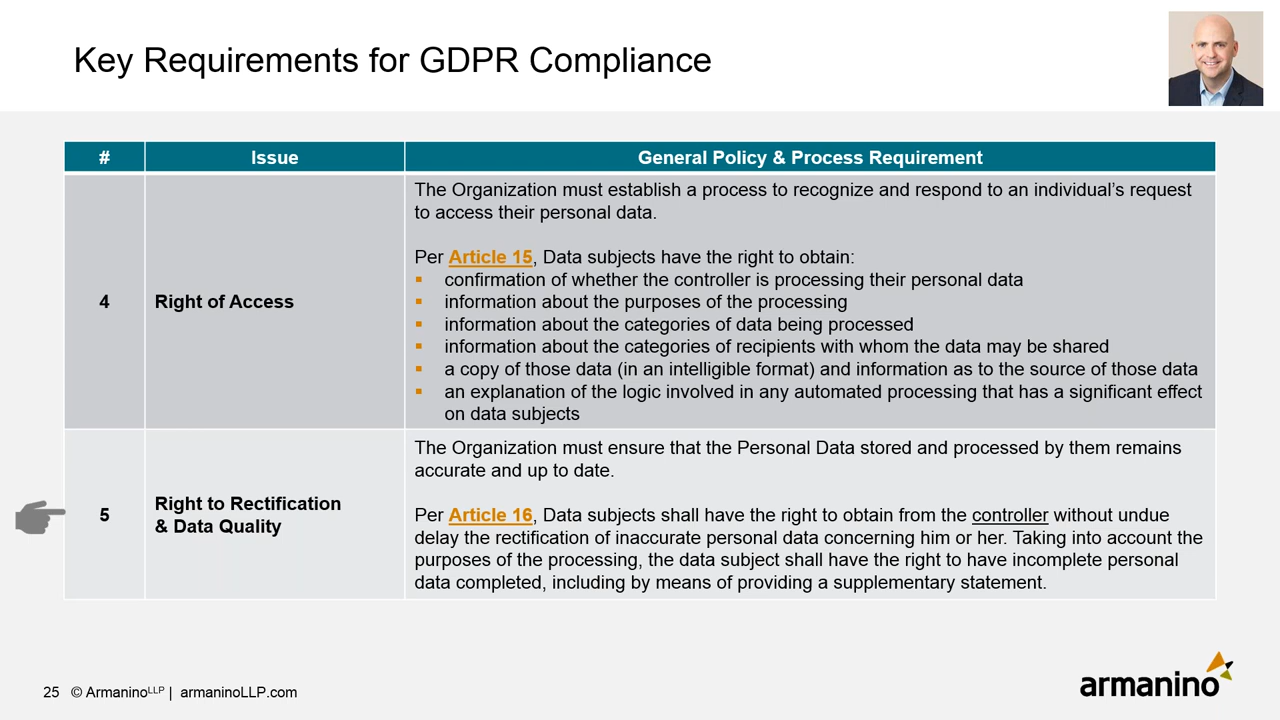 Key Requirements for GDPR Compliance
# Issue General Policy & Process Requirement
4 Right of Access
The Organization must establish a process to recognize and respond to an individual’s request
to access their personal data.
Per Article 15, Data subjects have the right to obtain:
▪ confirmation of whether the controller is processing their personal data
▪ information about the purposes of the processing
▪ information about the categories of data being processed
▪ information about the categories of recipients with whom the data may be shared
▪ a copy of those data (in an intelligible format) and information as to the source of those data
▪ an explanation of the logic involved in any automated processing that has a significant effect
on data subjects
5 Right to Rectification
& Data Quality
The Organization must ensure that the Personal Data stored and processed by them remains
accurate and up to date.
Per Article 16, Data subjects shall have the right to obtain from the controller without undue
delay the rectification of inaccurate personal data concerning him or her. Taking into account the
purposes of the processing, the data subject shall have the right to have incomplete personal
data completed, including by means of providing a supplementary statement.
25 © ArmaninoLLP | armaninoLLP.com
armanino